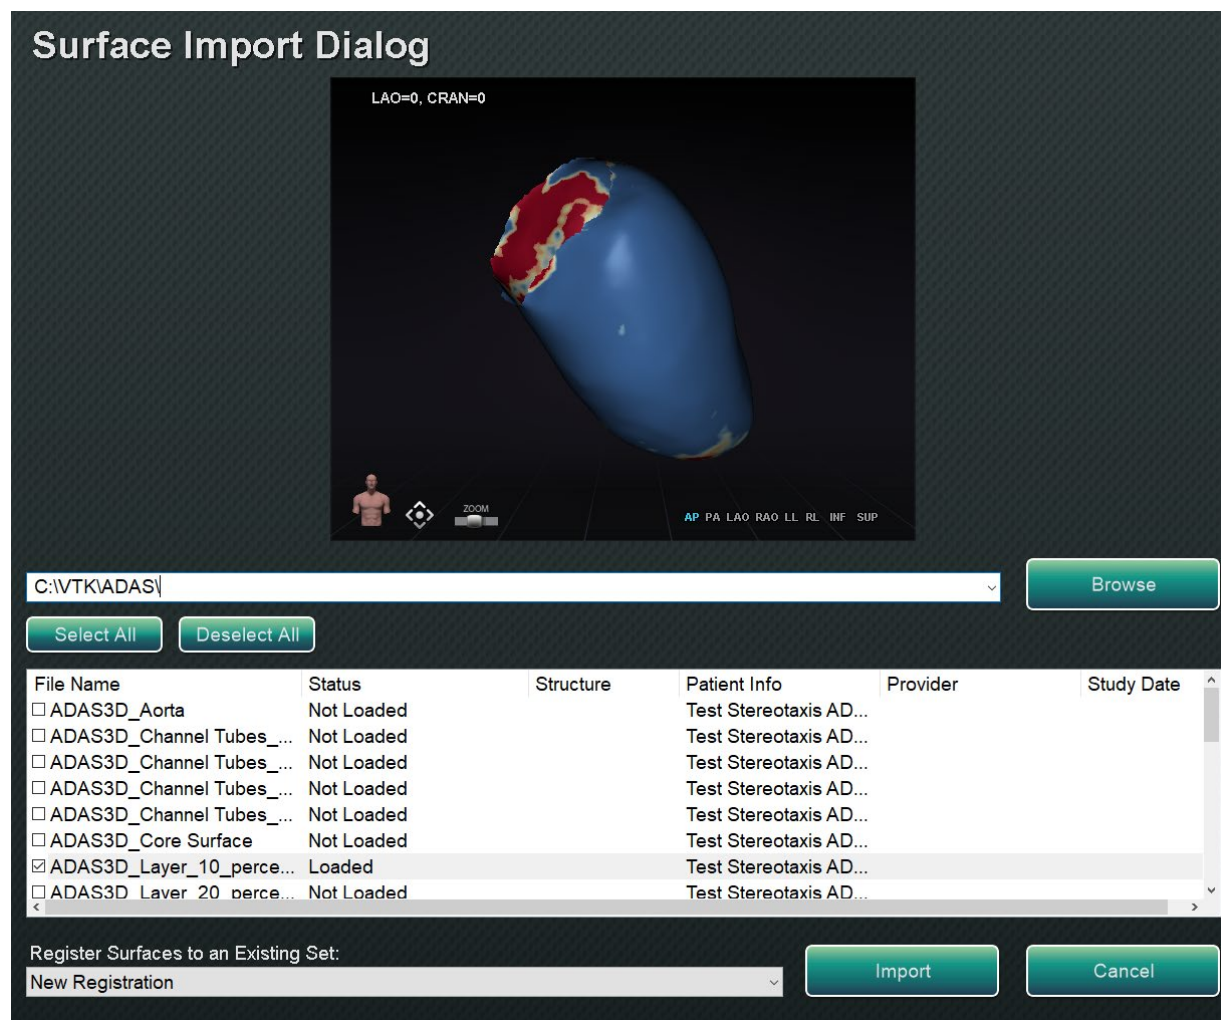 Surface Import Dialog
LAO=0, CRAN=0
ZOOM
AP PA LAO RAO LL RL INF SUP
C:\VTK\ADAS\
Browse
Select All Deselect All
File Name Status Structure Patient Info Provider Study Date
ADAS3D_Aorta Not Loaded Test Stereotaxis AD...
ADAS3D_Channel Tubes_... Not Loaded Test Stereotaxis AD...
ADAS3D_Channel Tubes_... Not Loaded Test Stereotaxis AD...
ADAS3D_Channel Tubes_... Not Loaded Test Stereotaxis AD...
ADAS3D_Channel Tubes_... Not Loaded Test Stereotaxis AD...
ADAS3D_Core Surface Not Loaded Test Stereotaxis AD...
ADAS3D_Layer_10_perce... Loaded Test Stereotaxis AD...
ADAS3D_Layer_20_perce... Not Loaded Test Stereotaxis AD...
Register Surfaces to an Existing Set:
New Registration
Import
Cancel